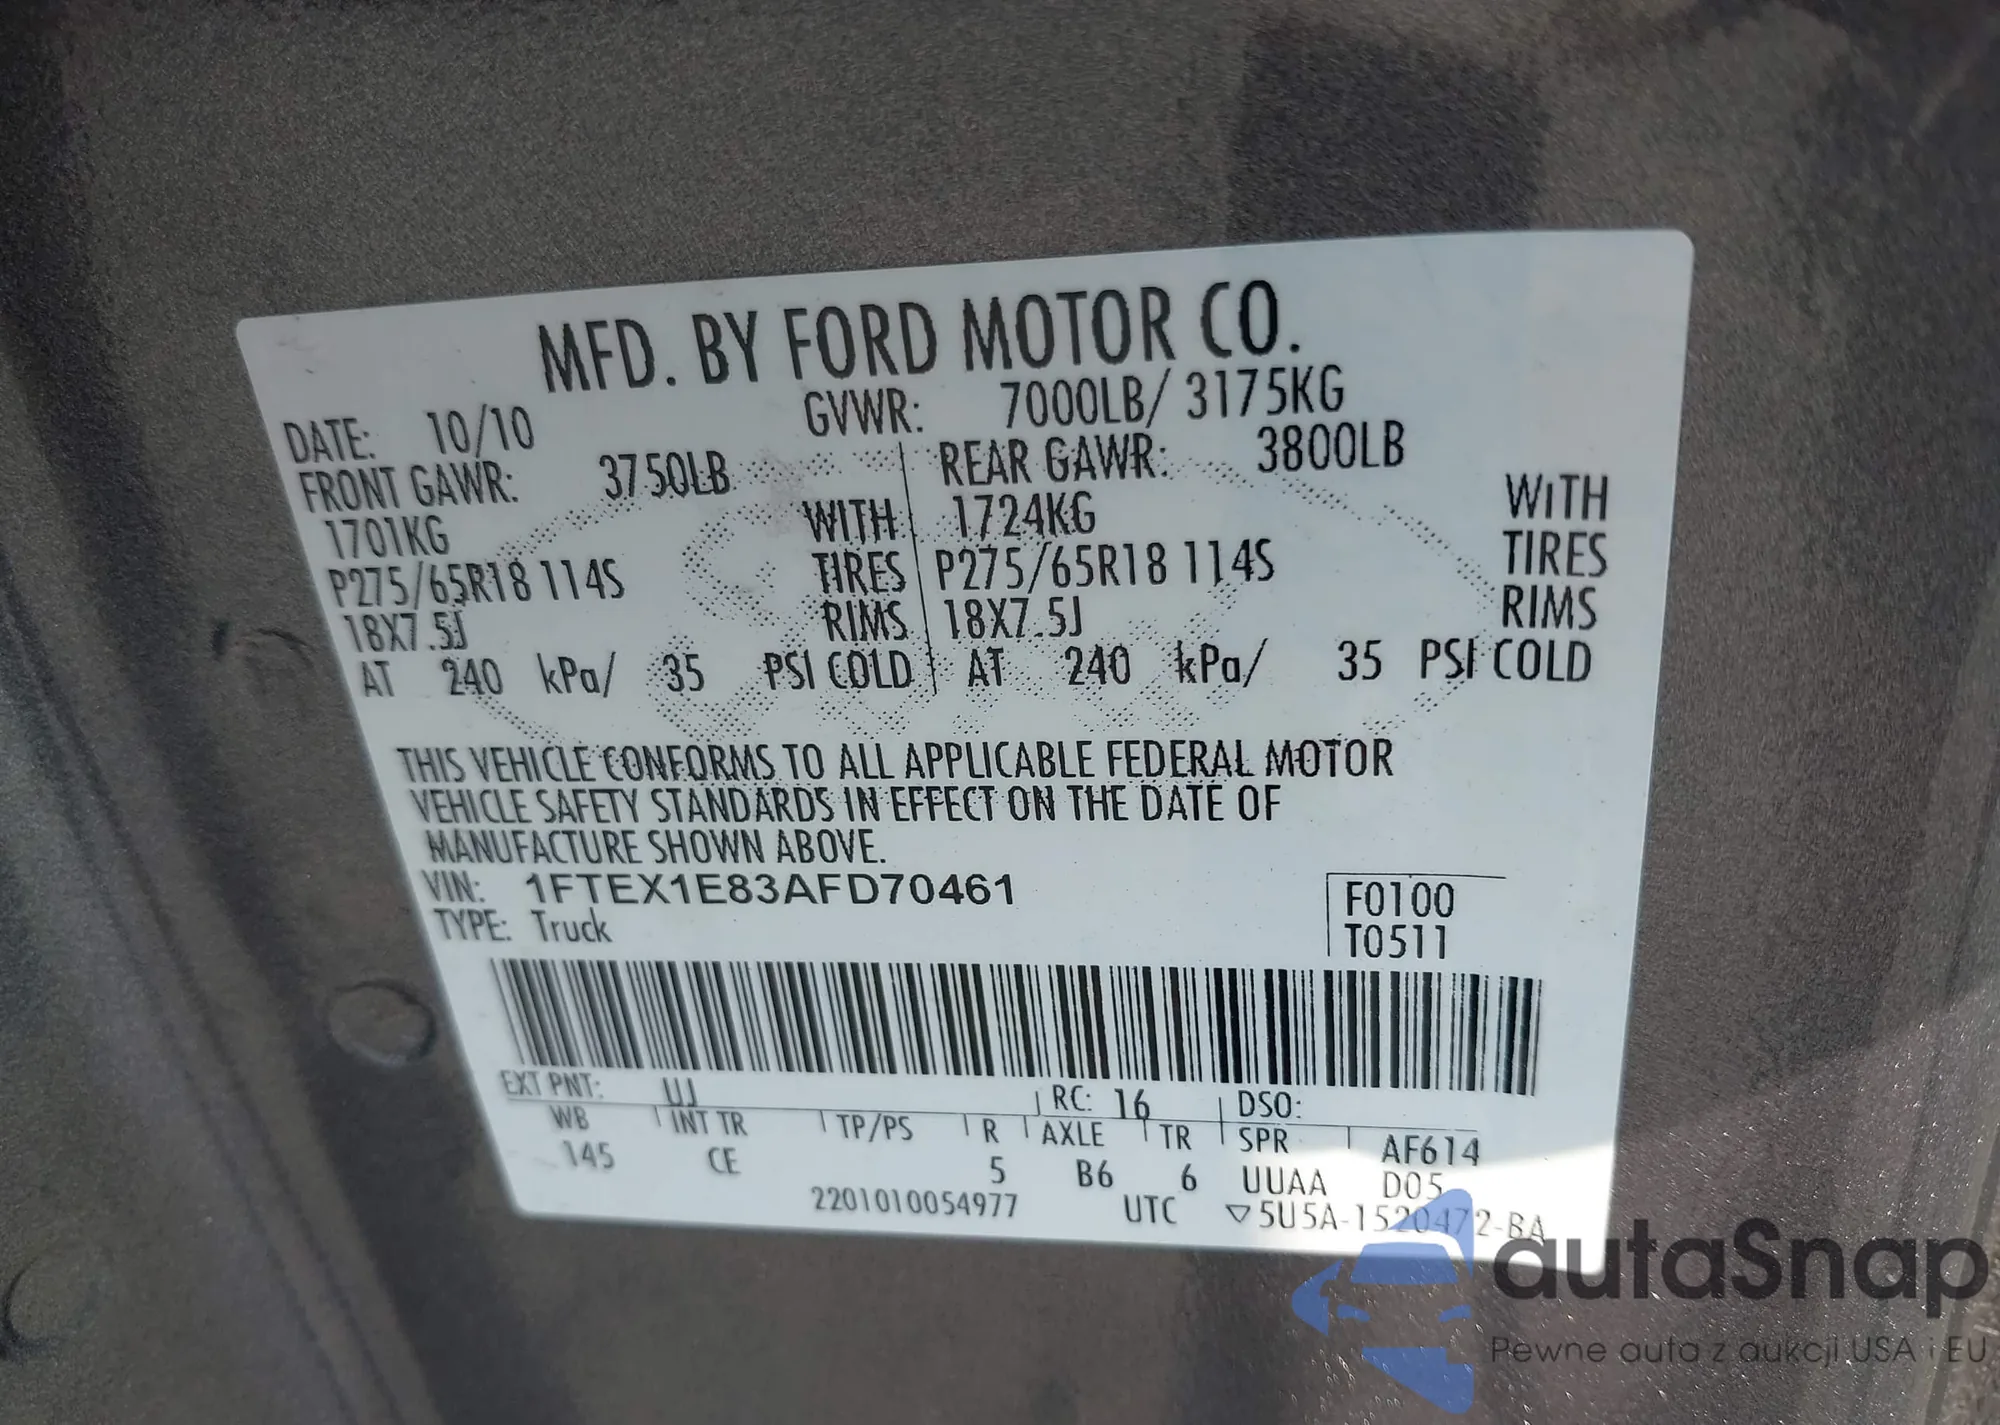 MFD. BY FORD MOTOR CO.
DATE: 10/10 GVWR: 7000LB/ 3175KG
FRONT GAWR: 3750LB REAR GAWR: 3800LB
1701KG WITH 1724KG WITH
P275/65R18 114S TIRES P275/65R18 114S TIRES
18X7.5J RIMS 18X7.5J RIMS
AT 240 kPa/ 35 PSI COLD AT 240 kPa/ 35 PSI COLD
THIS VEHICLE CONFORMS TO ALL APPLICABLE FEDERAL MOTOR
VEHICLE SAFETY STANDARDS IN EFFECT ON THE DATE OF
MANUFACTURE SHOWN ABOVE.
VIN: 1FTEX1E83AFD70461 F0100
TYPE: Truck T0511
EXT PNT: UJ RC: 16 DSO:
WB INT TR TP/PS R AXLE TR SPR AF614
145 CE 5 B6 6 UUAA D05
2201010054977 UTC ▽5U5A-1520472-BA
autaSnap
Pewne auta z aukcji USA i EU